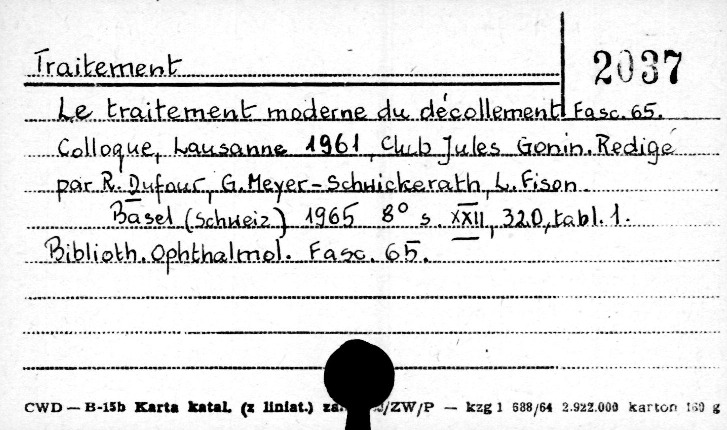 Traitement 2037
Le traitement moderne du décollement Fasc. 65.
Colloque, Lausanne 1961, Club Jules Gonin. Redigé
par R. Dufour, G. Meyer-Schwickerath, L. Fison.
Basel (Schweiz) 1965 8° s. XXII, 320, tabl. 1.
Biblioth. Ophthalmol. Fasc. 65.
CWD — B-15b Karta katal. (z liniat.) /ZW/P — kzg 1 688/64 2.922.000 karton 160 g